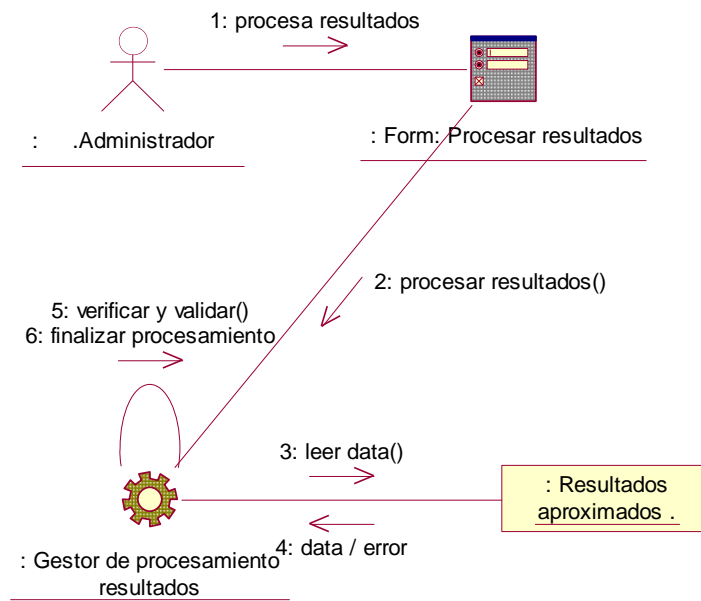 1: procesa resultados
: .Administrador
: Form: Procesar resultados
2: procesar resultados()
5: verificar y validar()
6: finalizar procesamiento
3: leer data()
: Resultados
aproximados .
4: data / error
: Gestor de procesamiento
resultados